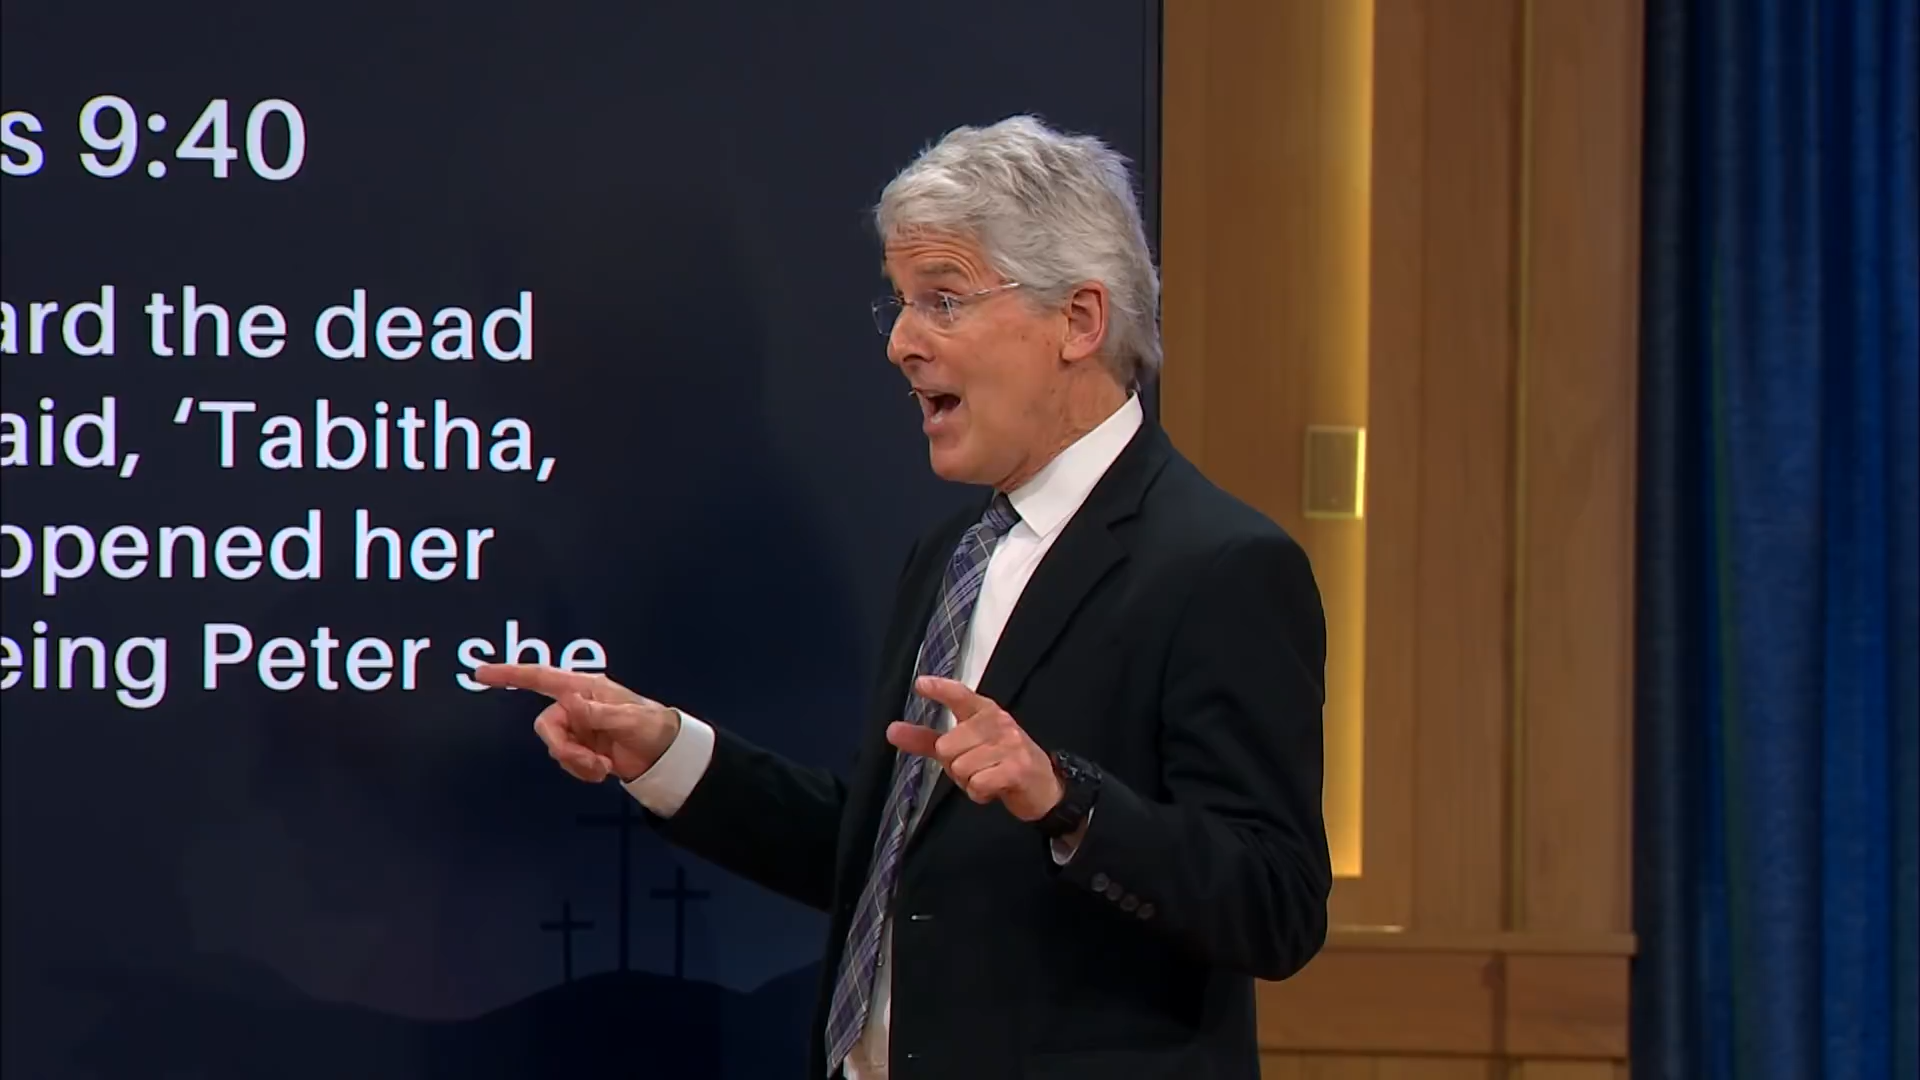 s 9:40
ard the dead
aid, ‘Tabitha,
opened her
eing Peter she